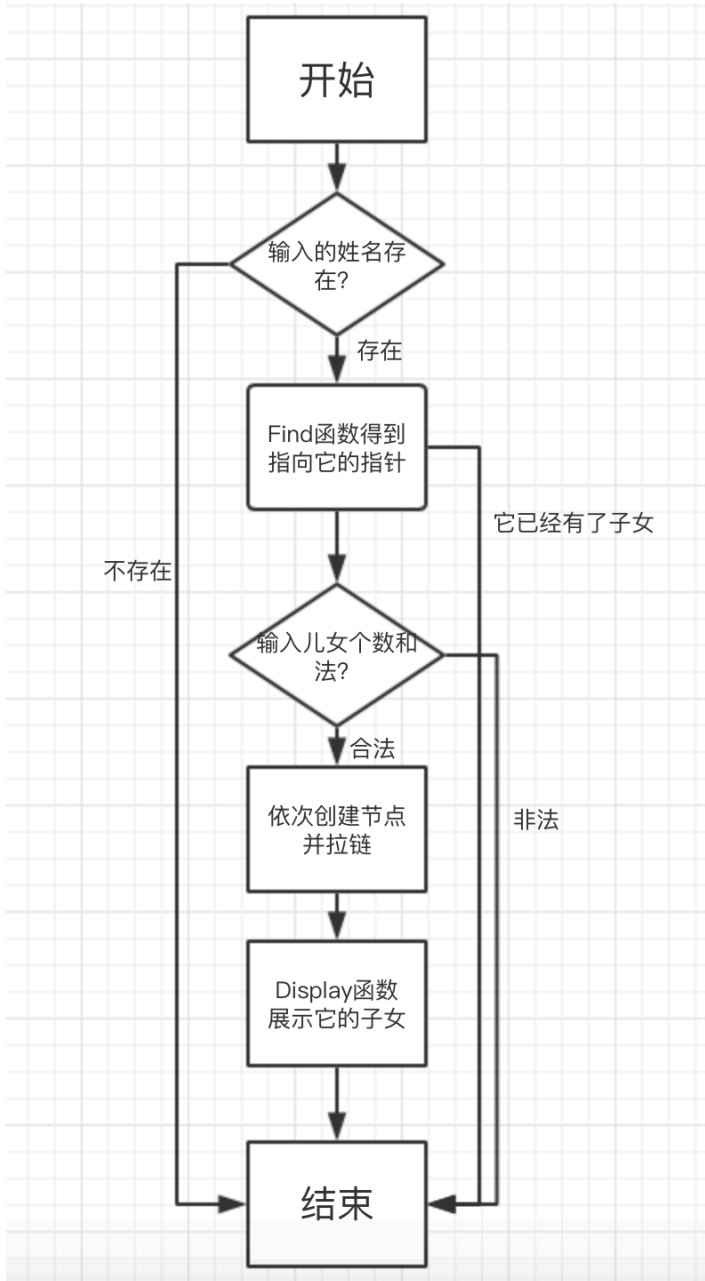 开始
输入的姓名存
在?
存在
Find函数得到
指向它的指针
它已经有了子女
不存在
输入儿女个数和
法?
合法
依次创建节点
并拉链
非法
Display函数
展示它的子女
结束